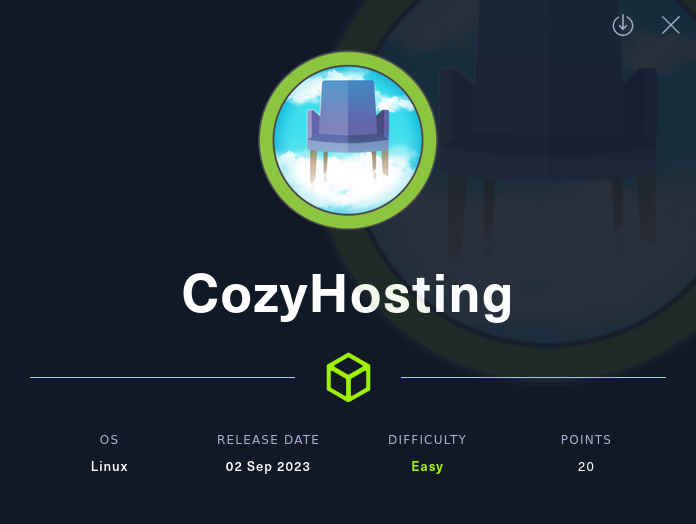 CozyHosting
OS RELEASE DATE DIFFICULTY POINTS
Linux 02 Sep 2023 Easy 20